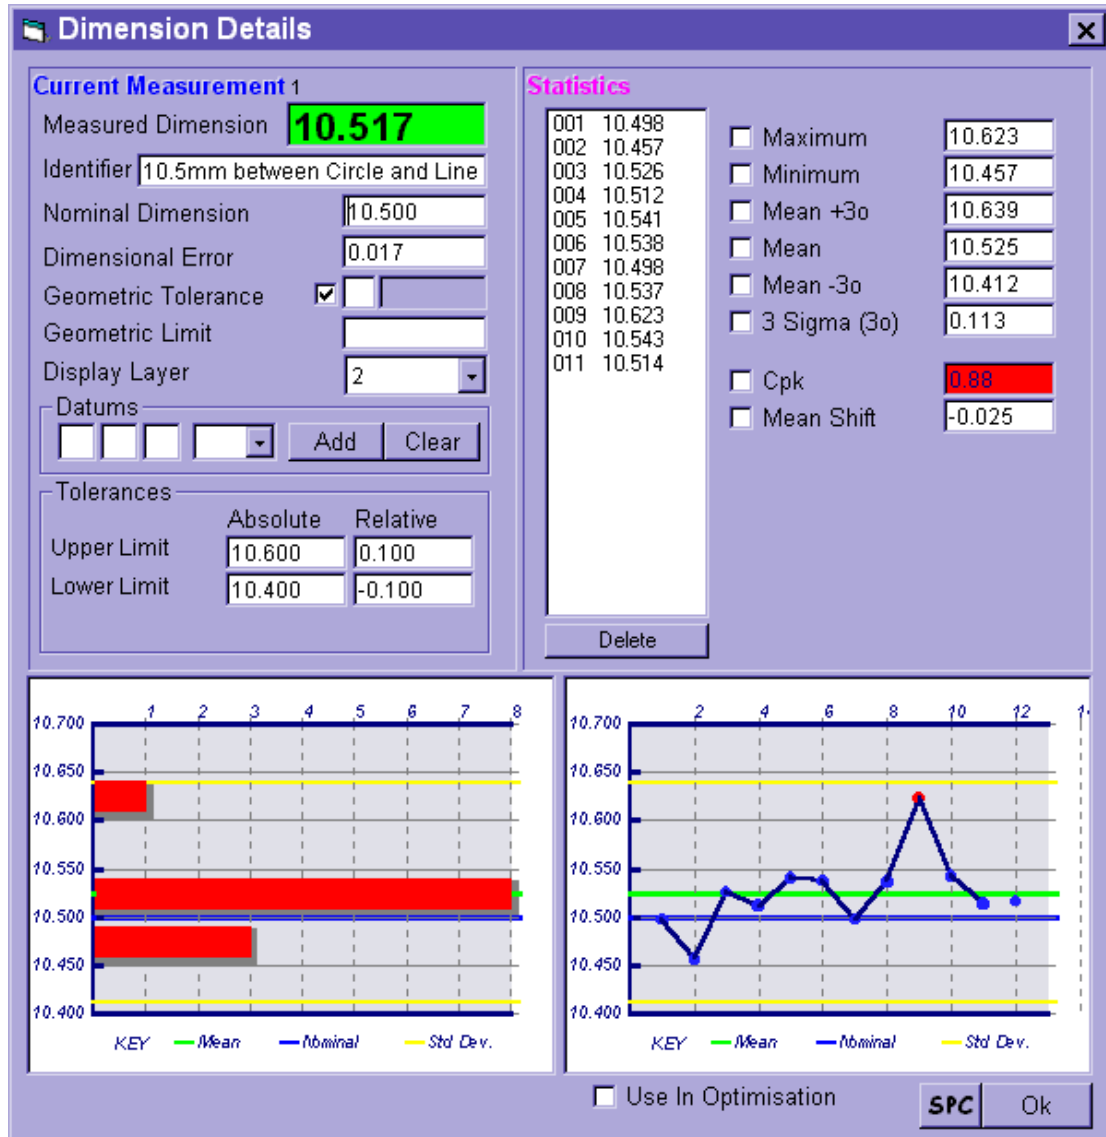 Dimension Details
Current Measurement 1
Measured Dimension 10.517
Identifier 10.5mm between Circle and Line
Nominal Dimension 10.500
Dimensional Error 0.017
Geometric Tolerance
Geometric Limit
Display Layer 2
Datums
Add Clear
Tolerances
Absolute Relative
Upper Limit 10.600 0.100
Lower Limit 10.400 -0.100
Statistics
001 10.498
002 10.457
003 10.526
004 10.512
005 10.541
006 10.538
007 10.498
008 10.537
009 10.623
010 10.543
011 10.514
Delete
Maximum 10.623
Minimum 10.457
Mean +3o 10.639
Mean 10.525
Mean -3o 10.412
3 Sigma (3o) 0.113
Cpk 0.88
Mean Shift -0.025
1 2 3 4 5 6 7 8
10.700
10.650
10.600
10.550
10.500
10.450
10.400
KEY Mean Nominal Std Dev.
2 4 6 8 10 12
10.700
10.650
10.600
10.550
10.500
10.450
10.400
KEY Mean Nominal Std Dev.
Use In Optimisation
SPC Ok